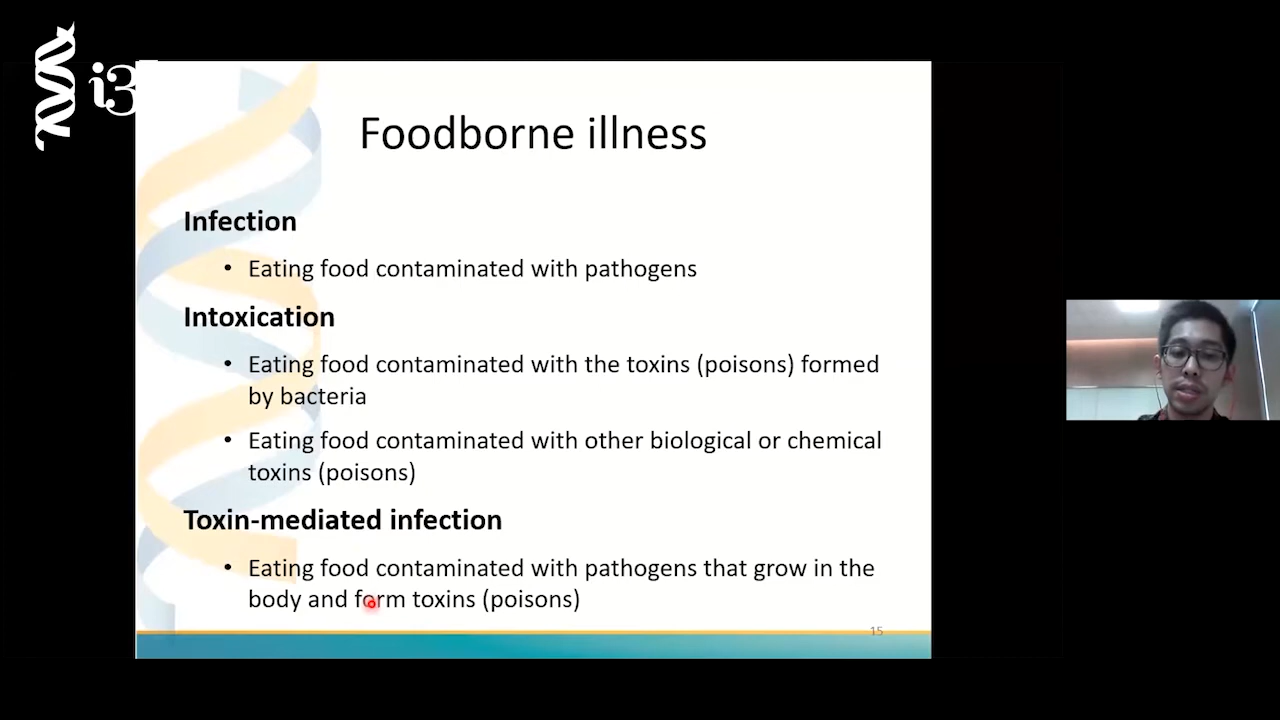 i3
Foodborne illness
Infection
• Eating food contaminated with pathogens
Intoxication
• Eating food contaminated with the toxins (poisons) formed
by bacteria
• Eating food contaminated with other biological or chemical
toxins (poisons)
Toxin-mediated infection
• Eating food contaminated with pathogens that grow in the
body and form toxins (poisons)
15